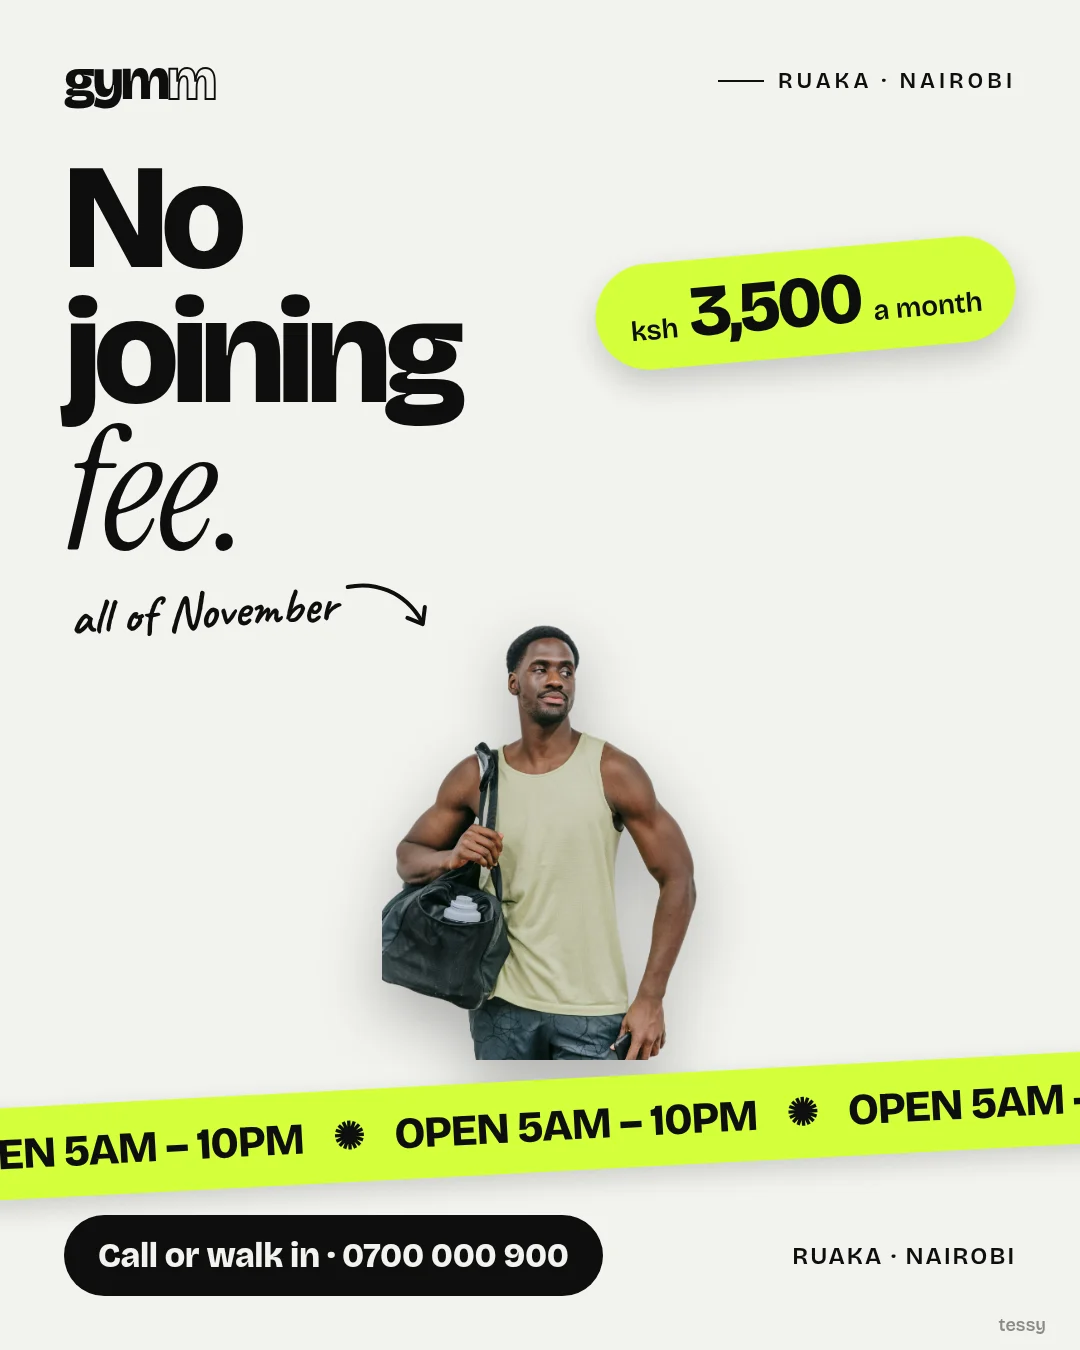 gymm
RUAKA · NAIROBI
No
joining
fee.
ksh 3,500 a month
all of November
EN 5AM – 10PM ✺ OPEN 5AM – 10PM ✺ OPEN 5AM –
Call or walk in · 0700 000 900
RUAKA · NAIROBI
tessy